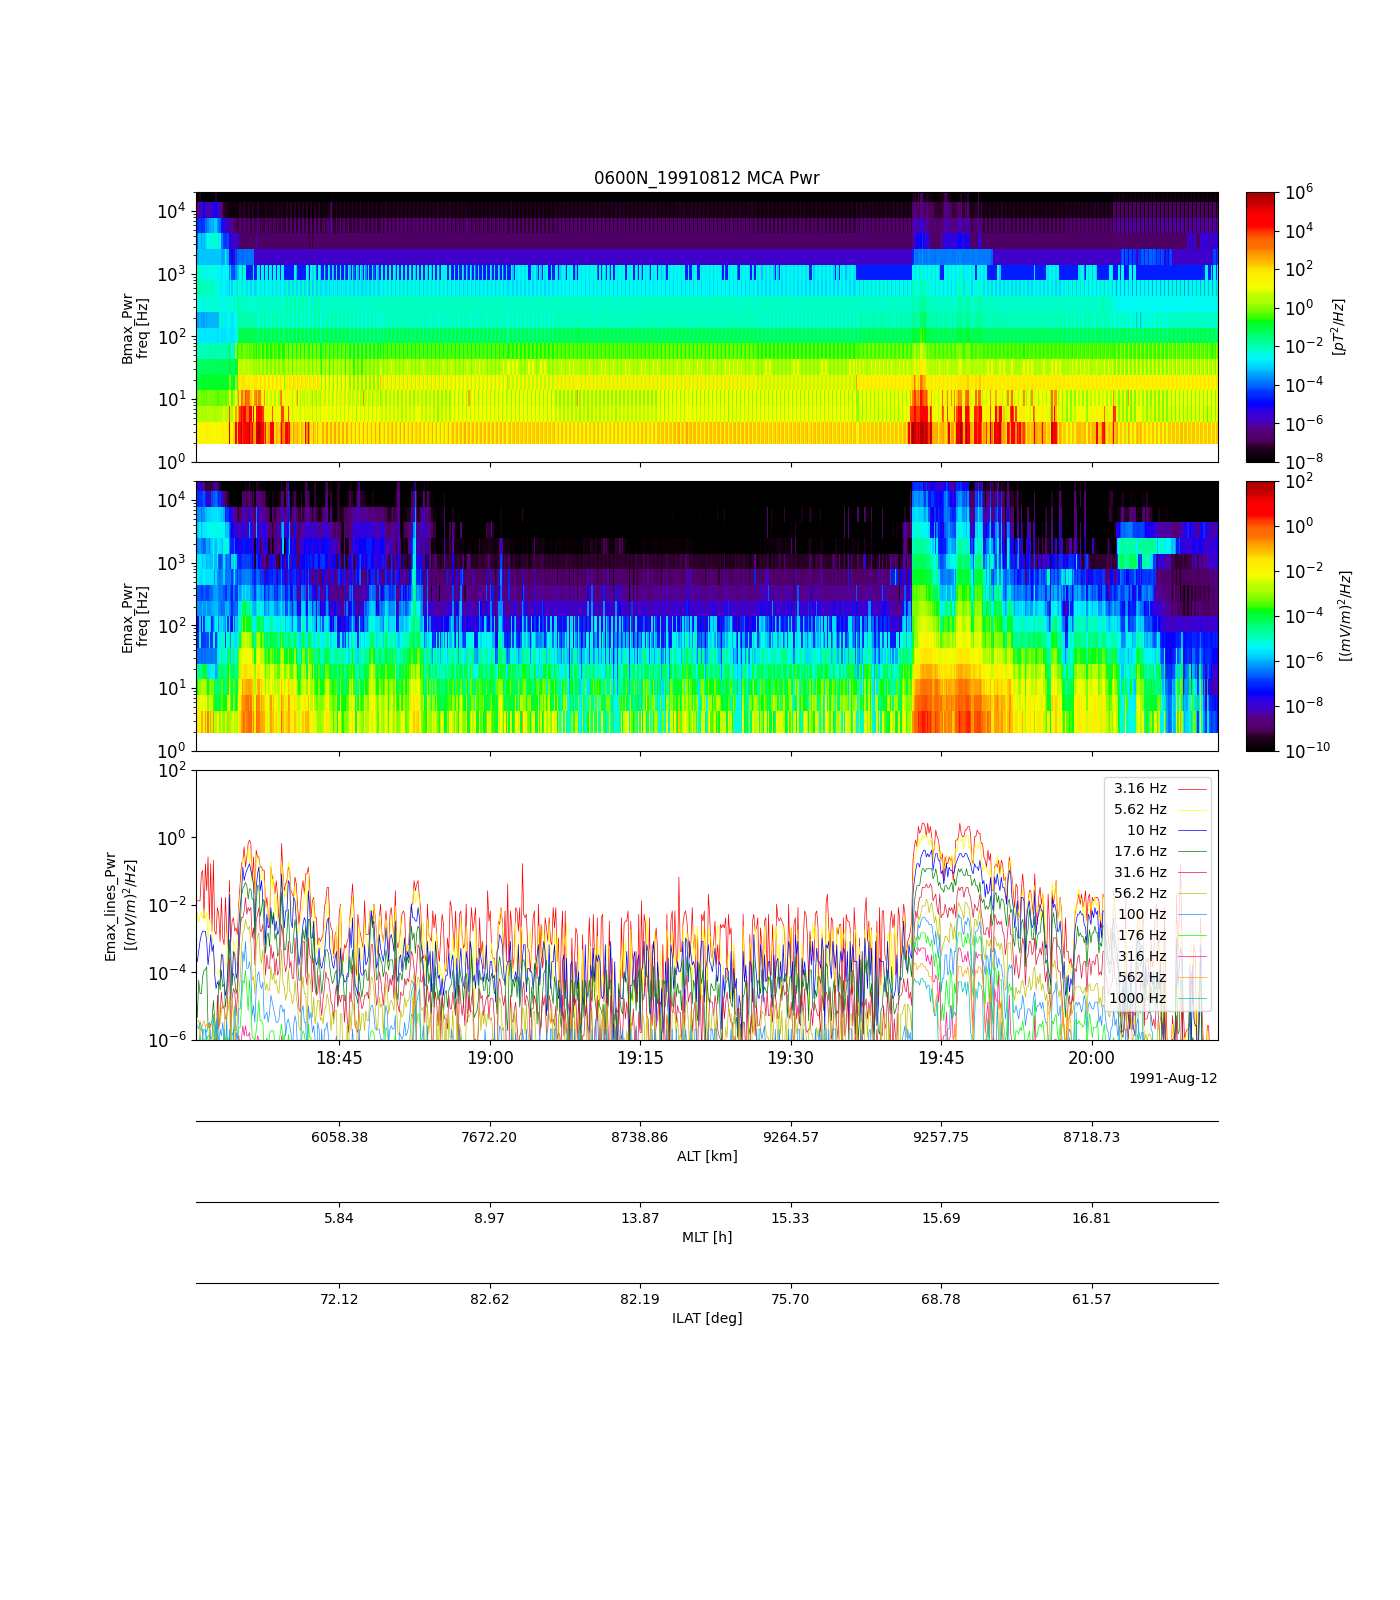 0600N_19910812 MCA Pwr
10^4
10^3
10^2
10^1
10^0
Bmax_Pwr
freq [Hz]
10^6
10^4
10^2
10^0
10^-2
10^-4
10^-6
10^-8
[pT^2/Hz]
10^4
10^3
10^2
10^1
10^0
Emax_Pwr
freq [Hz]
10^2
10^0
10^-2
10^-4
10^-6
10^-8
10^-10
[(mV/m)^2/Hz]
10^2
10^0
10^-2
10^-4
10^-6
Emax_lines_Pwr
[(mV/m)^2/Hz]
3.16 Hz
5.62 Hz
10 Hz
17.6 Hz
31.6 Hz
56.2 Hz
100 Hz
176 Hz
316 Hz
562 Hz
1000 Hz
18:45 19:00 19:15 19:30 19:45 20:00
1991-Aug-12
6058.38 7672.20 8738.86 9264.57 9257.75 8718.73
ALT [km]
5.84 8.97 13.87 15.33 15.69 16.81
MLT [h]
72.12 82.62 82.19 75.70 68.78 61.57
ILAT [deg]